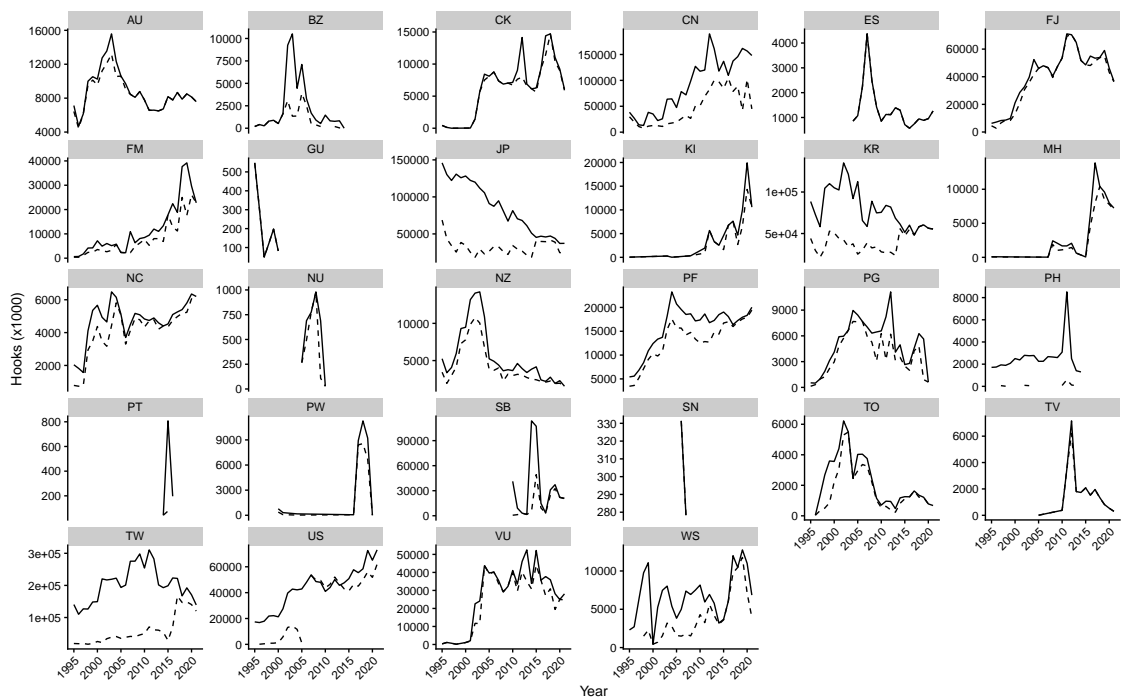 AU BZ CK CN ES FJ
16000 14000 12000 10000 8000 6000 4000
10000 7500 5000 2500 0
15000 10000 5000 0
150000 100000 50000 0
4000 3000 2000 1000
60000 40000 20000 0
FM GU JP KI KR MH
40000 30000 20000 10000 0
500 400 300 200 100
150000 100000 50000
20000 15000 10000 5000 0
1e+05 5e+04
10000 5000 0
Hooks (x1000)
NC NU NZ PF PG PH
6000 4000 2000
1000 750 500 250 0
10000 5000
20000 15000 10000 5000
9000 6000 3000 0
8000 6000 4000 2000 0
PT PW SB SN TO TV
800 600 400 200
9000 6000 3000 0
90000 60000 30000 0
330 320 310 300 290 280
6000 4000 2000 0
6000 4000 2000 0
1995 2000 2005 2010 2015 2020
1995 2000 2005 2010 2015 2020
TW US VU WS
3e+05 2e+05 1e+05
60000 40000 20000 0
50000 40000 30000 20000 10000 0
10000 5000 0
1995 2000 2005 2010 2015 2020
1995 2000 2005 2010 2015 2020
1995 2000 2005 2010 2015 2020
1995 2000 2005 2010 2015 2020
Year